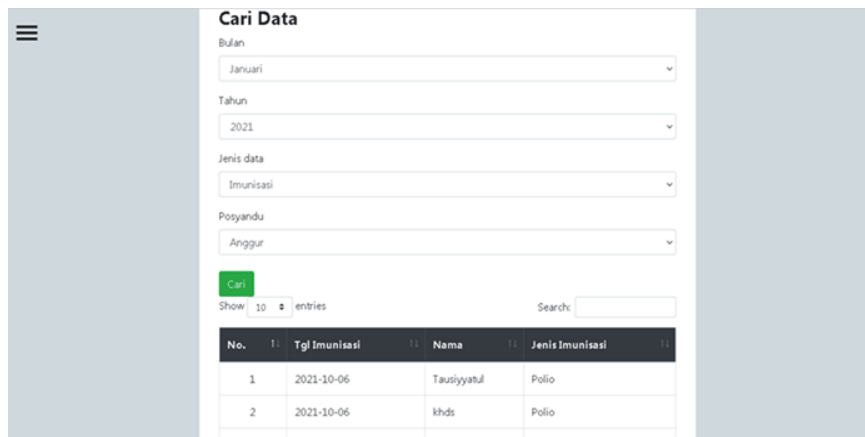 Cari Data
Bulan
Januari
Tahun
2021
Jenis data
Imunisasi
Posyandu
Anggur
Cari
Show 10 entries Search:
No. Tgl Imunisasi Nama Jenis Imunisasi
1 2021-10-06 Tausiyyatul Polio
2 2021-10-06 khds Polio